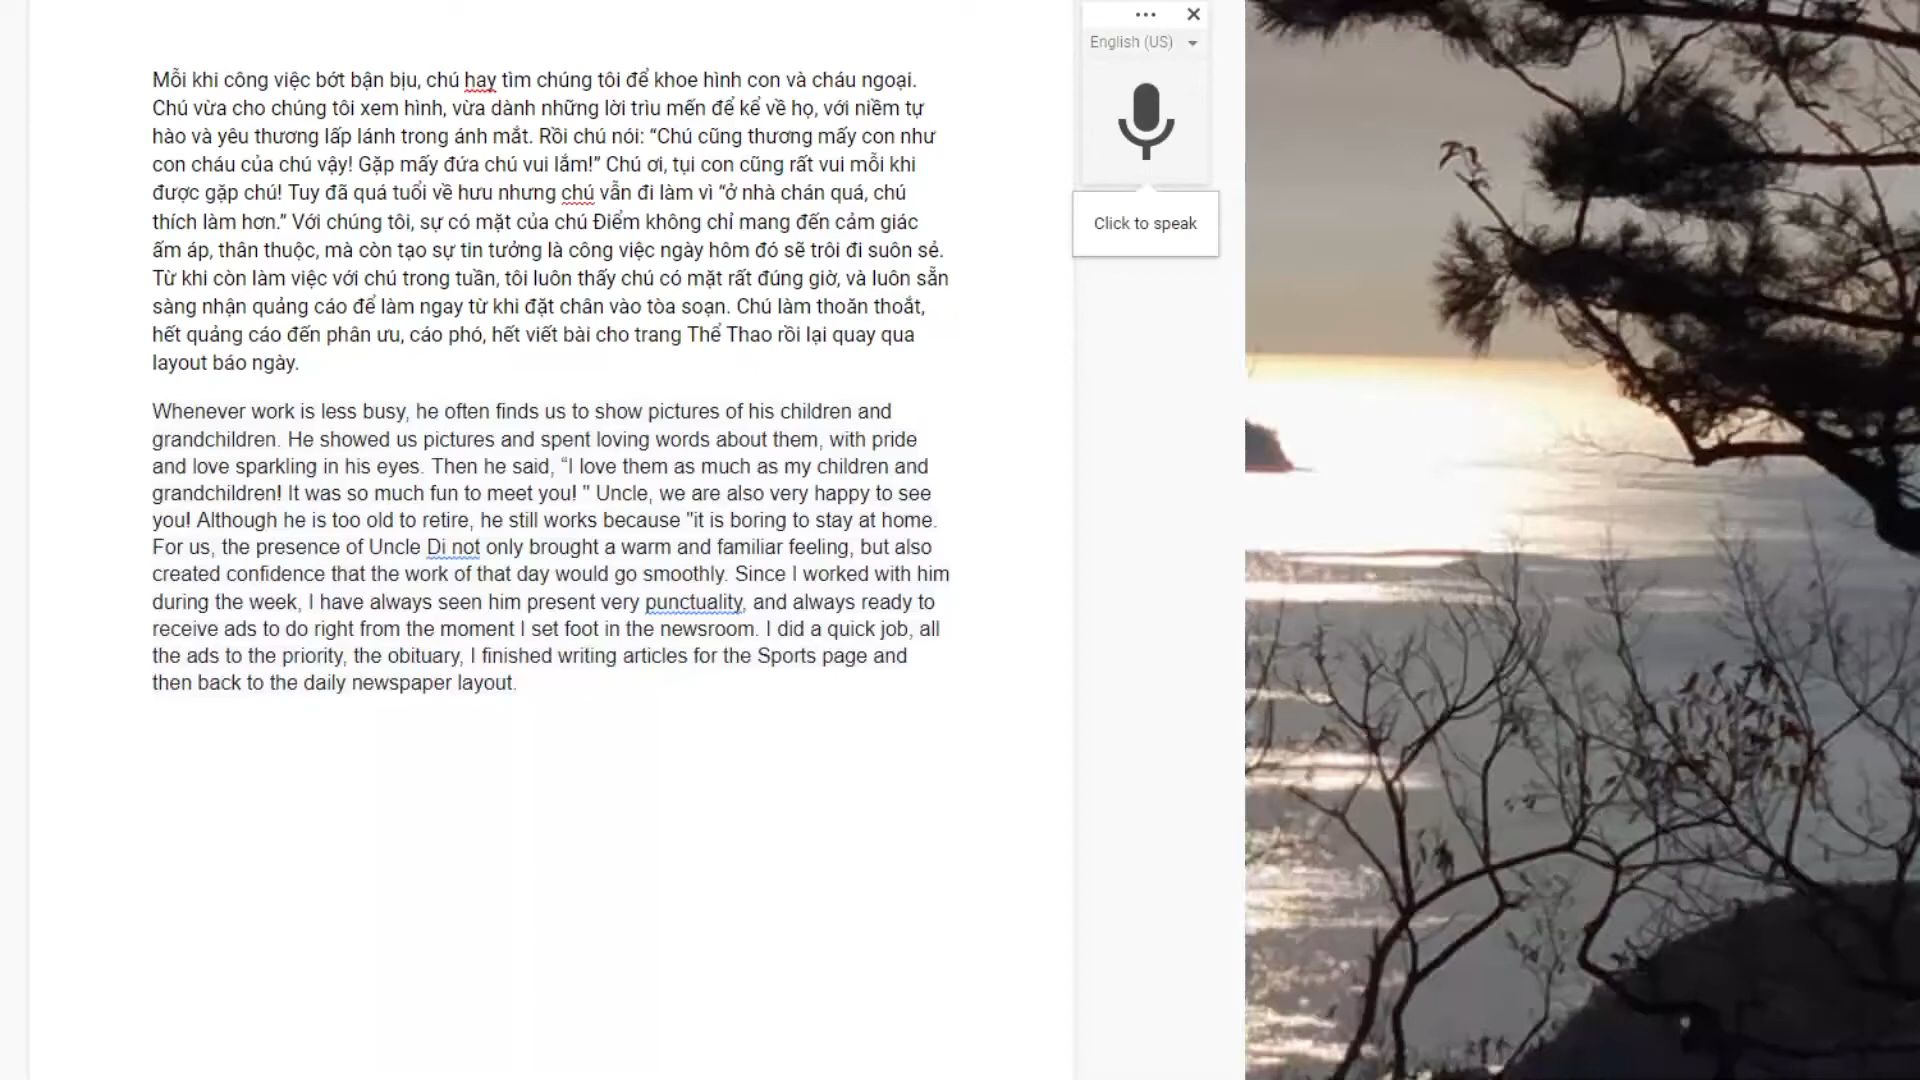 English (US)
Click to speak
Mỗi khi công việc bớt bận bịu, chú hay tìm chúng tôi để khoe hình con và cháu ngoại.
Chú vừa cho chúng tôi xem hình, vừa dành những lời trìu mến để kể về họ, với niềm tự
hào và yêu thương lấp lánh trong ánh mắt. Rồi chú nói: “Chú cũng thương mấy con như
con cháu của chú vậy! Gặp mấy đứa chú vui lắm!” Chú ơi, tụi con cũng rất vui mỗi khi
được gặp chú! Tuy đã quá tuổi về hưu nhưng chú vẫn đi làm vì “ở nhà chán quá, chú
thích làm hơn.” Với chúng tôi, sự có mặt của chú Điểm không chỉ mang đến cảm giác
ấm áp, thân thuộc, mà còn tạo sự tin tưởng là công việc ngày hôm đó sẽ trôi đi suôn sẻ.
Từ khi còn làm việc với chú trong tuần, tôi luôn thấy chú có mặt rất đúng giờ, và luôn sẵn
sàng nhận quảng cáo để làm ngay từ khi đặt chân vào tòa soạn. Chú làm thoăn thoắt,
hết quảng cáo đến phân ưu, cáo phó, hết viết bài cho trang Thể Thao rồi lại quay qua
layout báo ngày.
Whenever work is less busy, he often finds us to show pictures of his children and
grandchildren. He showed us pictures and spent loving words about them, with pride
and love sparkling in his eyes. Then he said, “I love them as much as my children and
grandchildren! It was so much fun to meet you! " Uncle, we are also very happy to see
you! Although he is too old to retire, he still works because "it is boring to stay at home.
For us, the presence of Uncle Di not only brought a warm and familiar feeling, but also
created confidence that the work of that day would go smoothly. Since I worked with him
during the week, I have always seen him present very punctuality, and always ready to
receive ads to do right from the moment I set foot in the newsroom. I did a quick job, all
the ads to the priority, the obituary, I finished writing articles for the Sports page and
then back to the daily newspaper layout.